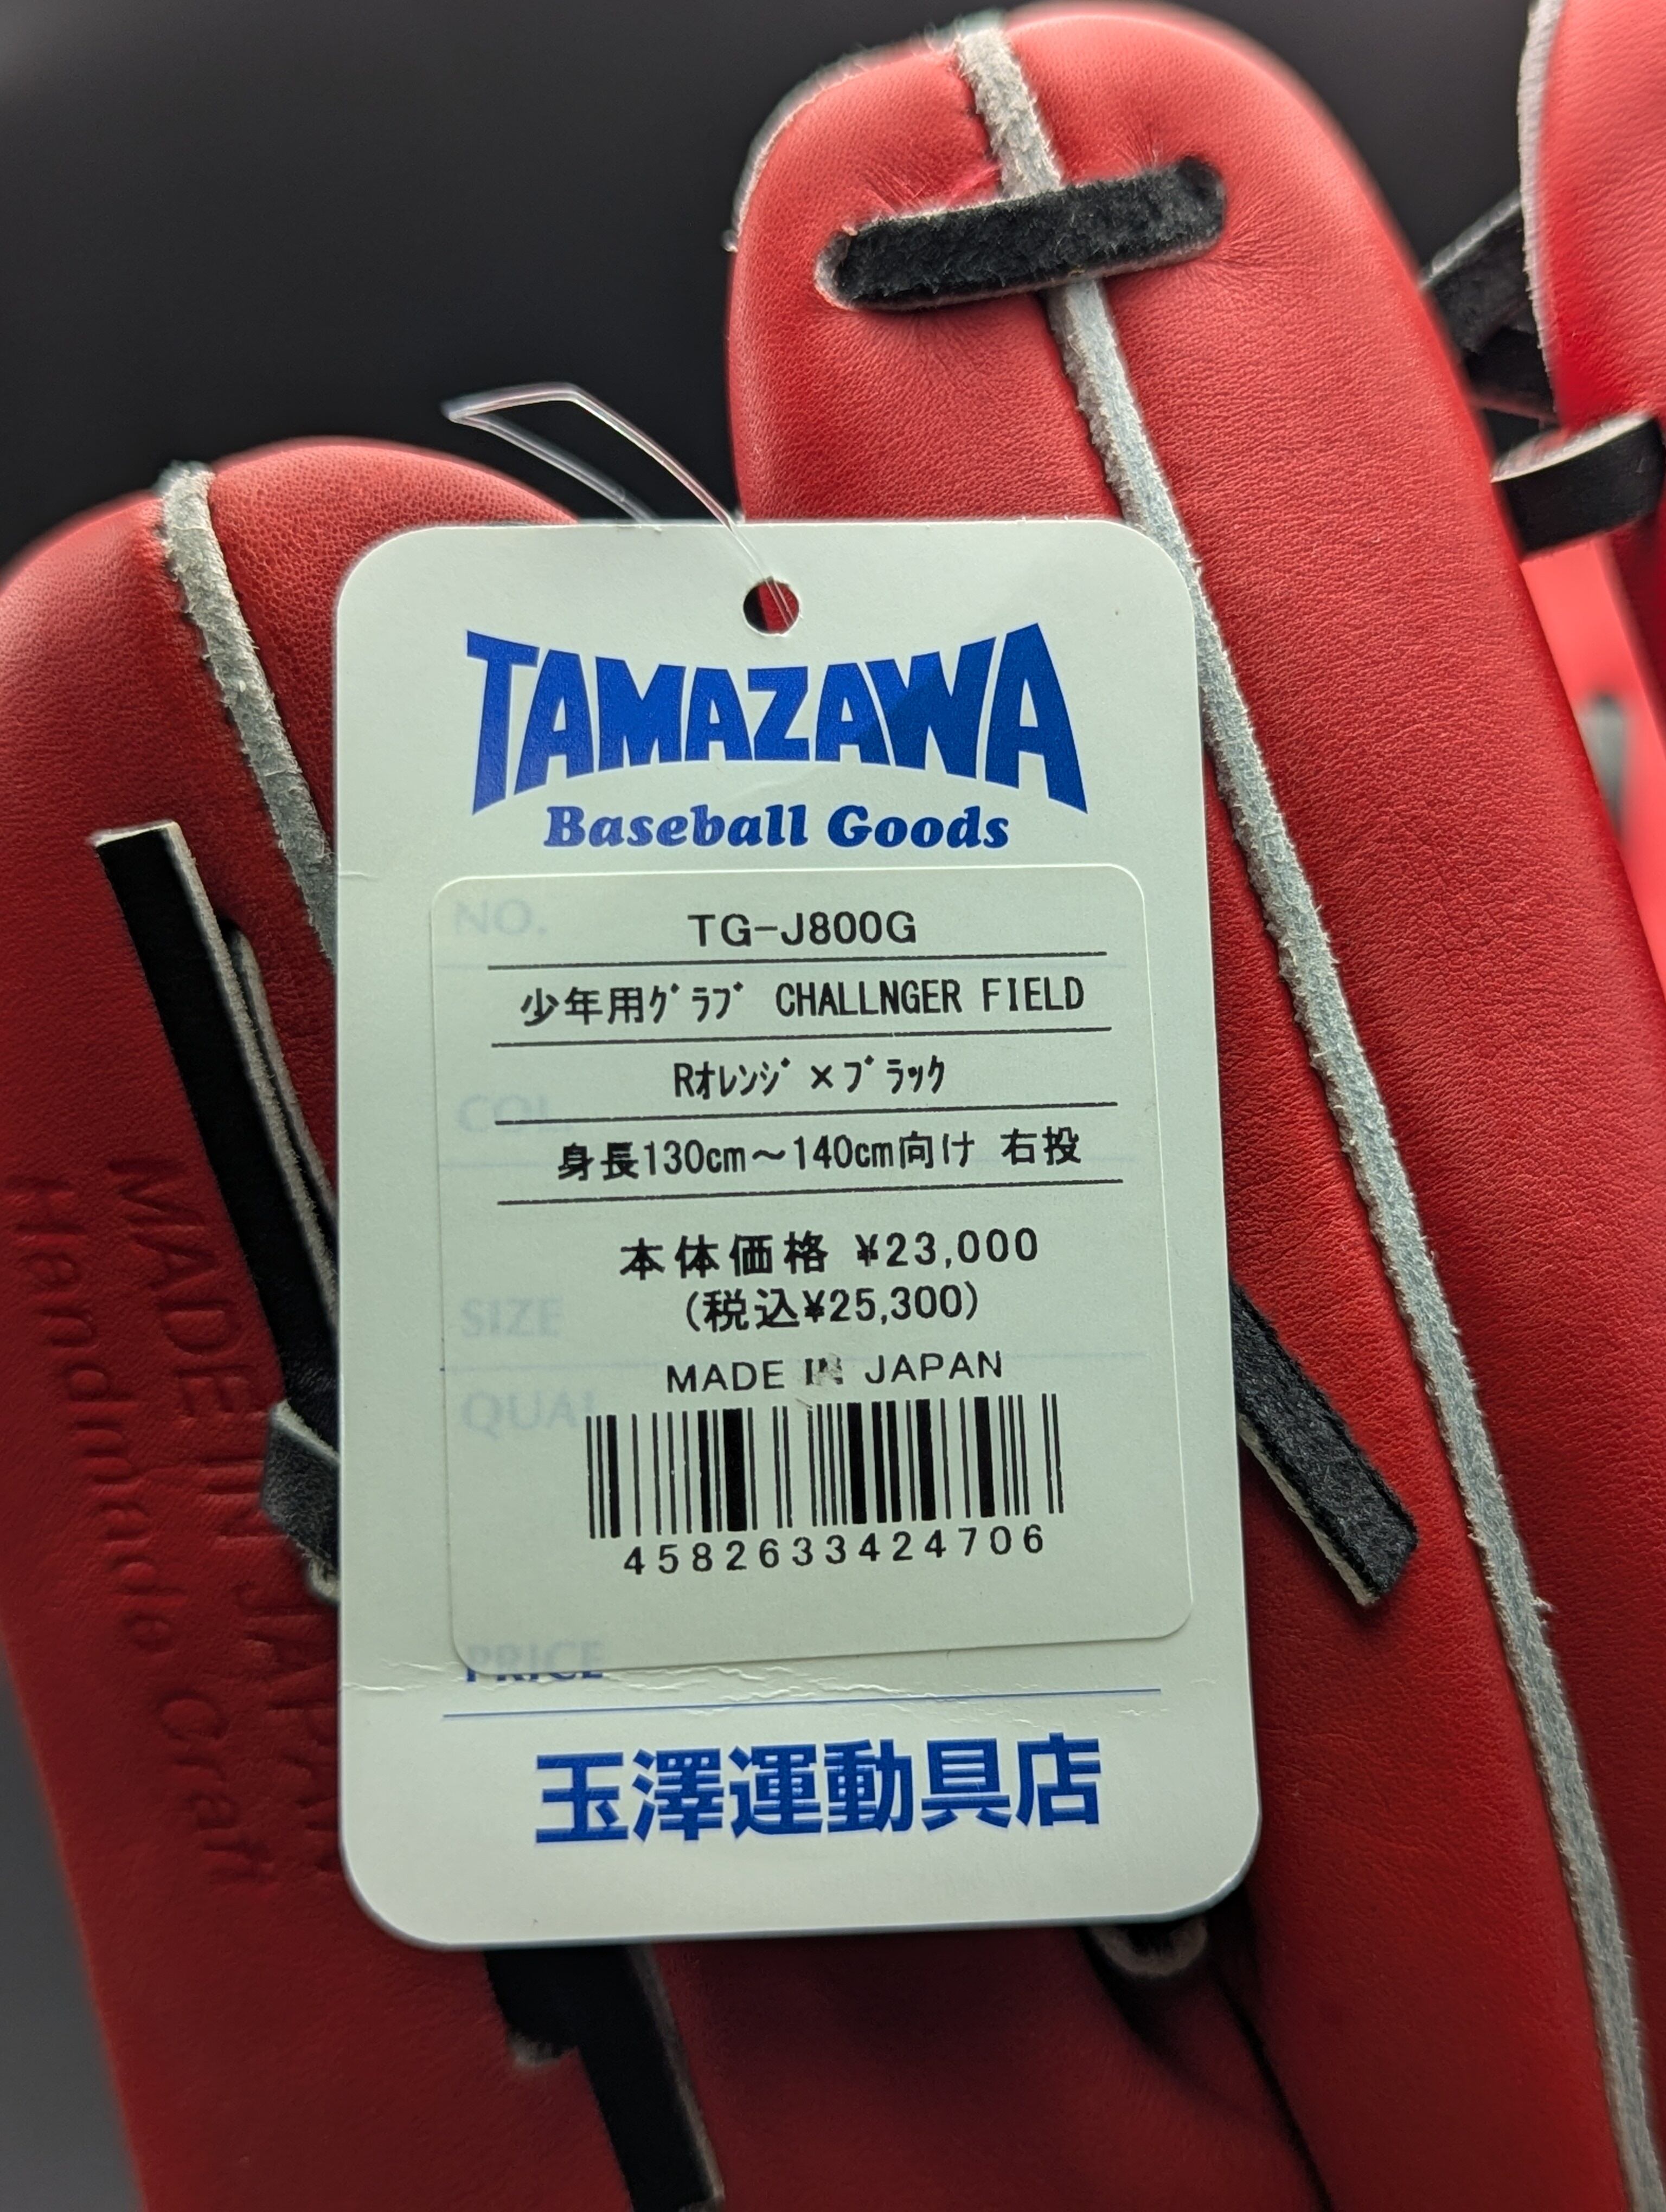 TAMAZAWA
Baseball Goods
NO.
TG-J800G
少年用ｸﾞﾗﾌﾞ CHALLNGER FIELD
Rｵﾚﾝｼﾞ×ﾌﾞﾗｯｸ
COL.
身長130cm～140cm向け 右投
本体価格 ¥23,000
(税込¥25,300)
SIZE
MADE IN JAPAN
QUAL
4582633424706
PRICE
玉澤運動具店
MADE IN JAPAN
Handmade Craft